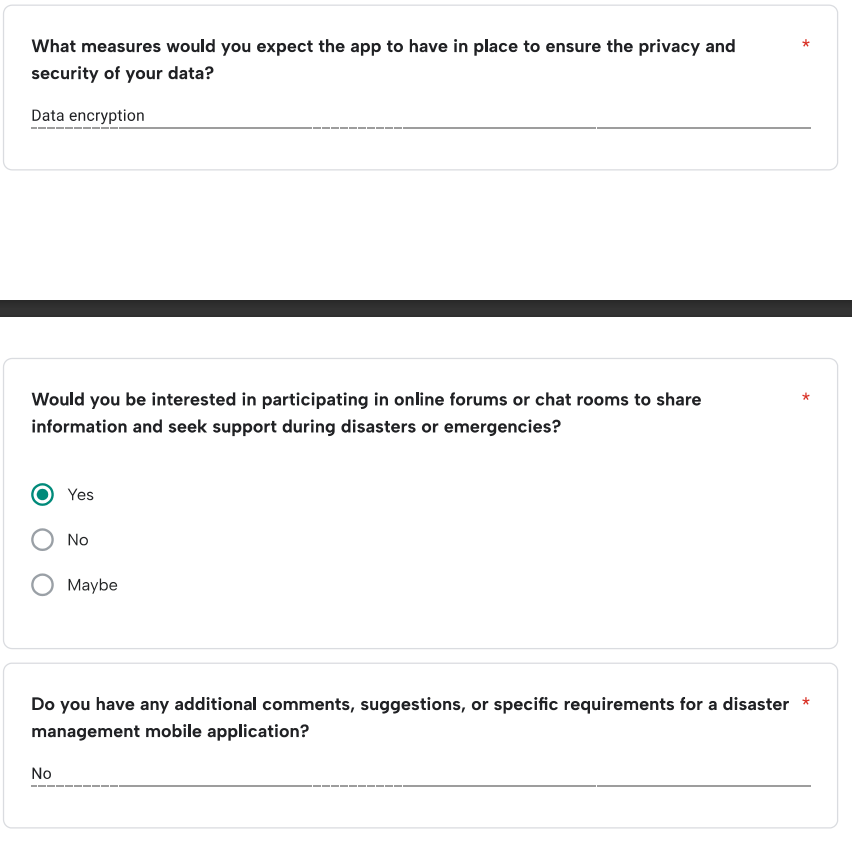 What measures would you expect the app to have in place to ensure the privacy and *
security of your data?
Data encryption
Would you be interested in participating in online forums or chat rooms to share *
information and seek support during disasters or emergencies?
Yes
No
Maybe
Do you have any additional comments, suggestions, or specific requirements for a disaster *
management mobile application?
No